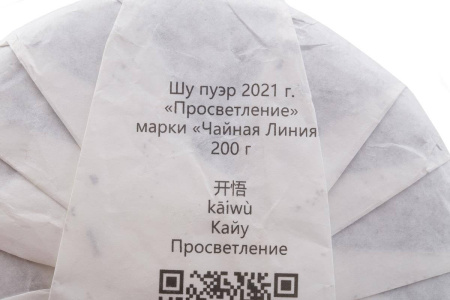 Шу пуэр 2021 г.
«Просветление»
марки «Чайная Линия
200 г
开悟
kāiwù
Кайу
Просветление